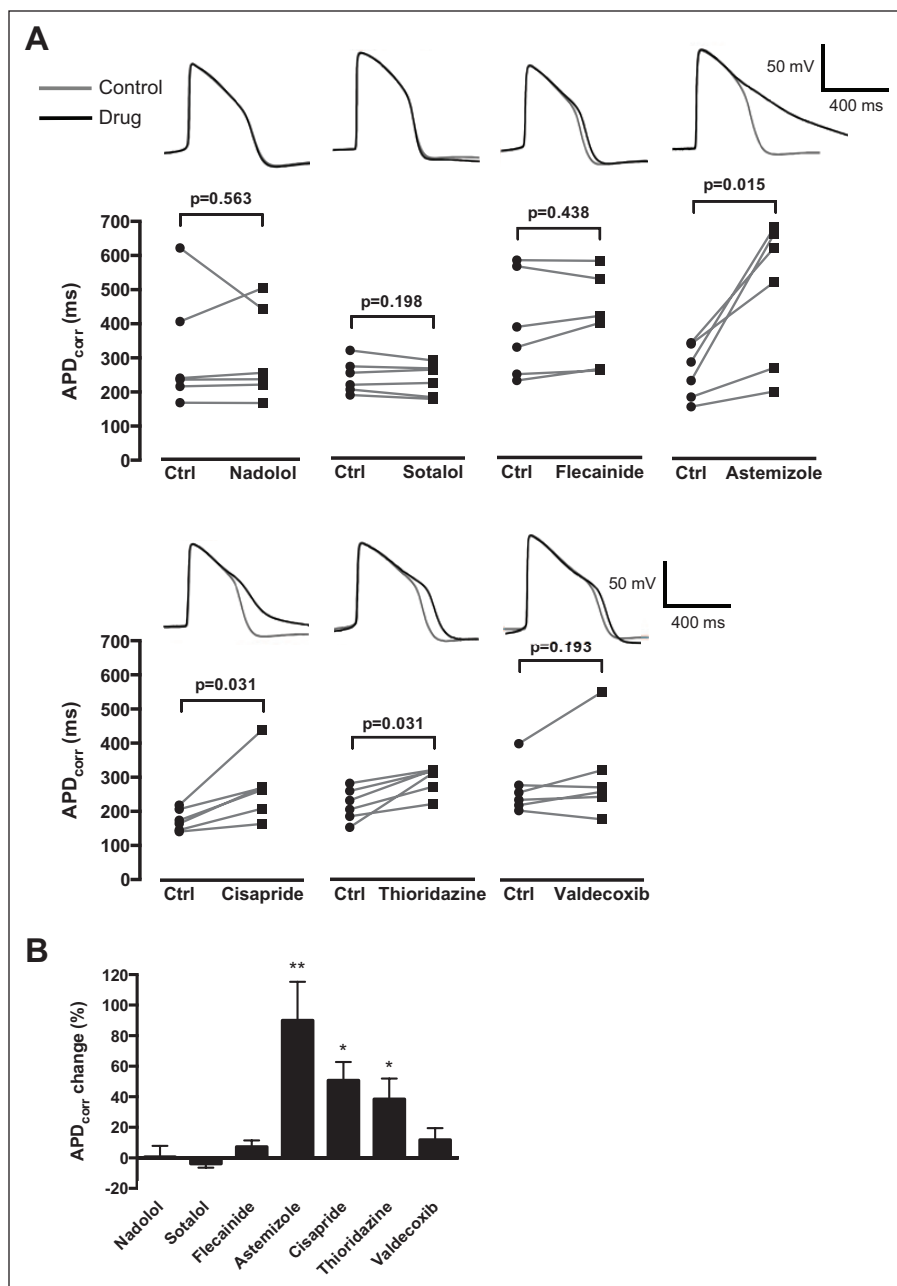 A
Control
Drug
50 mV
400 ms
p=0.563
p=0.198
p=0.438
p=0.015
APDcorr (ms)
700
600
500
400
300
200
100
0
Ctrl Nadolol
Ctrl Sotalol
Ctrl Flecainide
Ctrl Astemizole
50 mV
400 ms
p=0.031
p=0.031
p=0.193
APDcorr (ms)
700
600
500
400
300
200
100
0
Ctrl Cisapride
Ctrl Thioridazine
Ctrl Valdecoxib
B
APDcorr change (%)
120
100
80
60
40
20
0
-20
**
*
*
Nadolol
Sotalol
Flecainide
Astemizole
Cisapride
Thioridazine
Valdecoxib